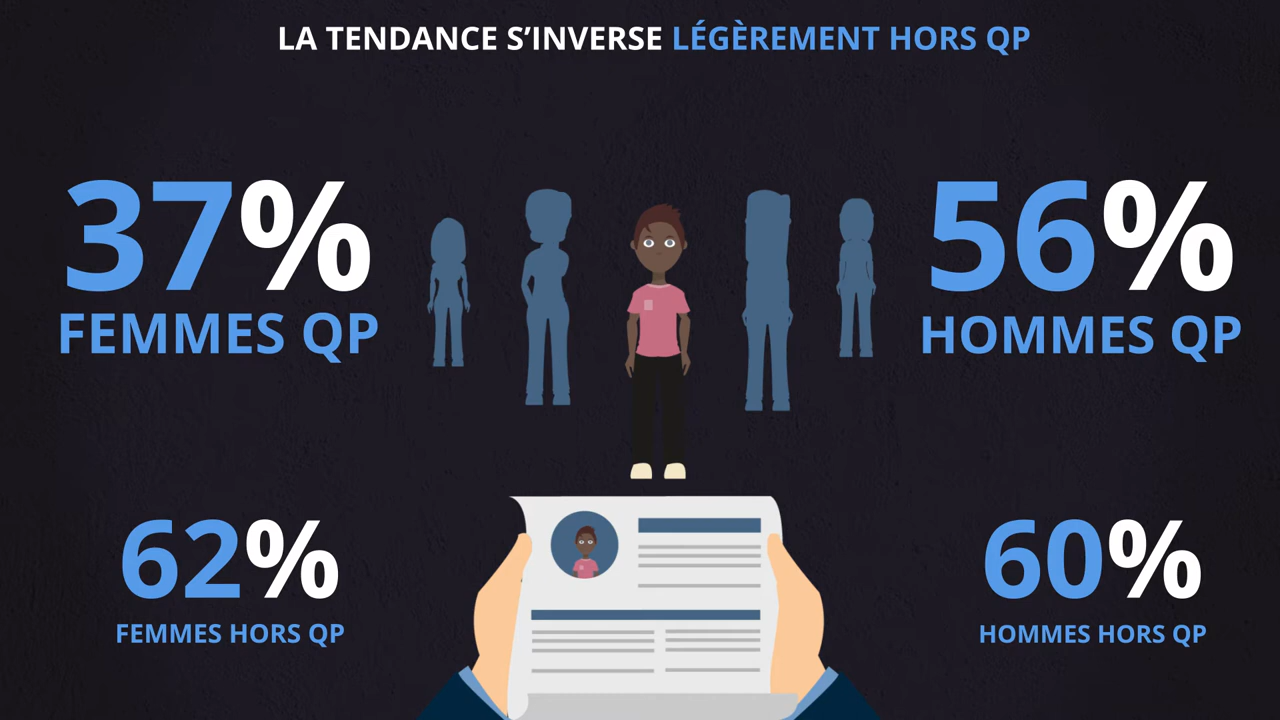 LA TENDANCE S’INVERSE LÉGÈREMENT HORS QP
37%
FEMMES QP
56%
HOMMES QP
62%
FEMMES HORS QP
60%
HOMMES HORS QP